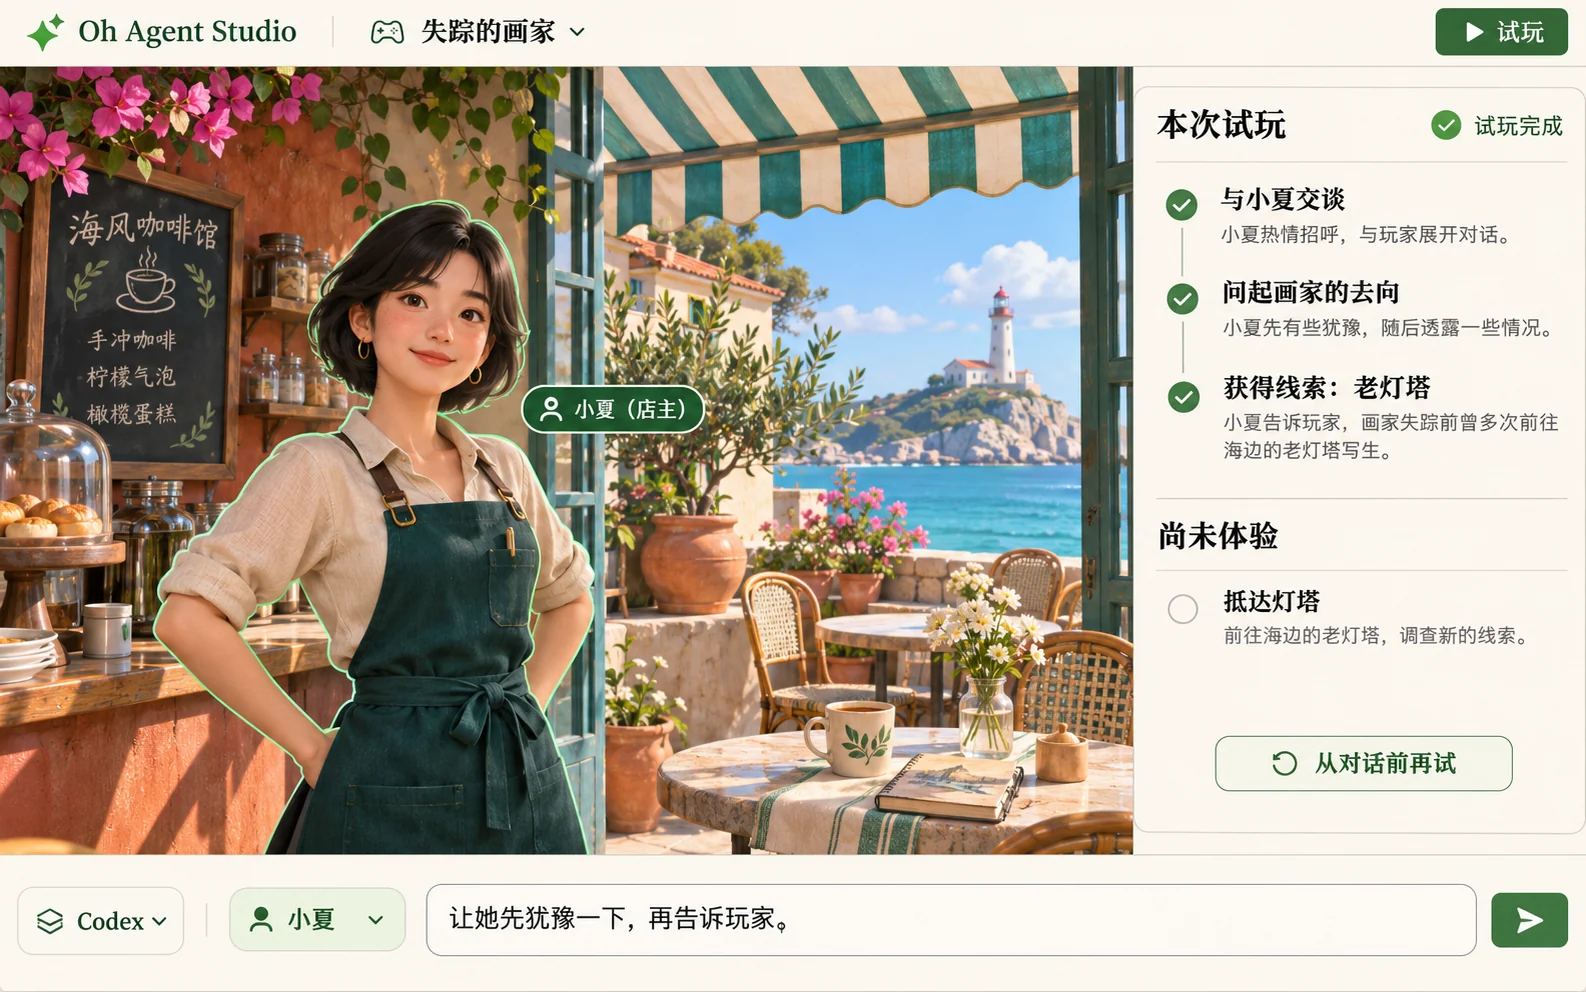 Oh Agent Studio
失踪的画家
试玩
海风咖啡馆
手冲咖啡
柠檬气泡
橄榄蛋糕
小夏（店主）
本次试玩
试玩完成
与小夏交谈
小夏热情招呼，与玩家展开对话。
问起画家的去向
小夏先有些犹豫，随后透露一些情况。
获得线索：老灯塔
小夏告诉玩家，画家失踪前曾多次前往
海边的老灯塔写生。
尚未体验
抵达灯塔
前往海边的老灯塔，调查新的线索。
从对话前再试
Codex
小夏
让她先犹豫一下，再告诉玩家。